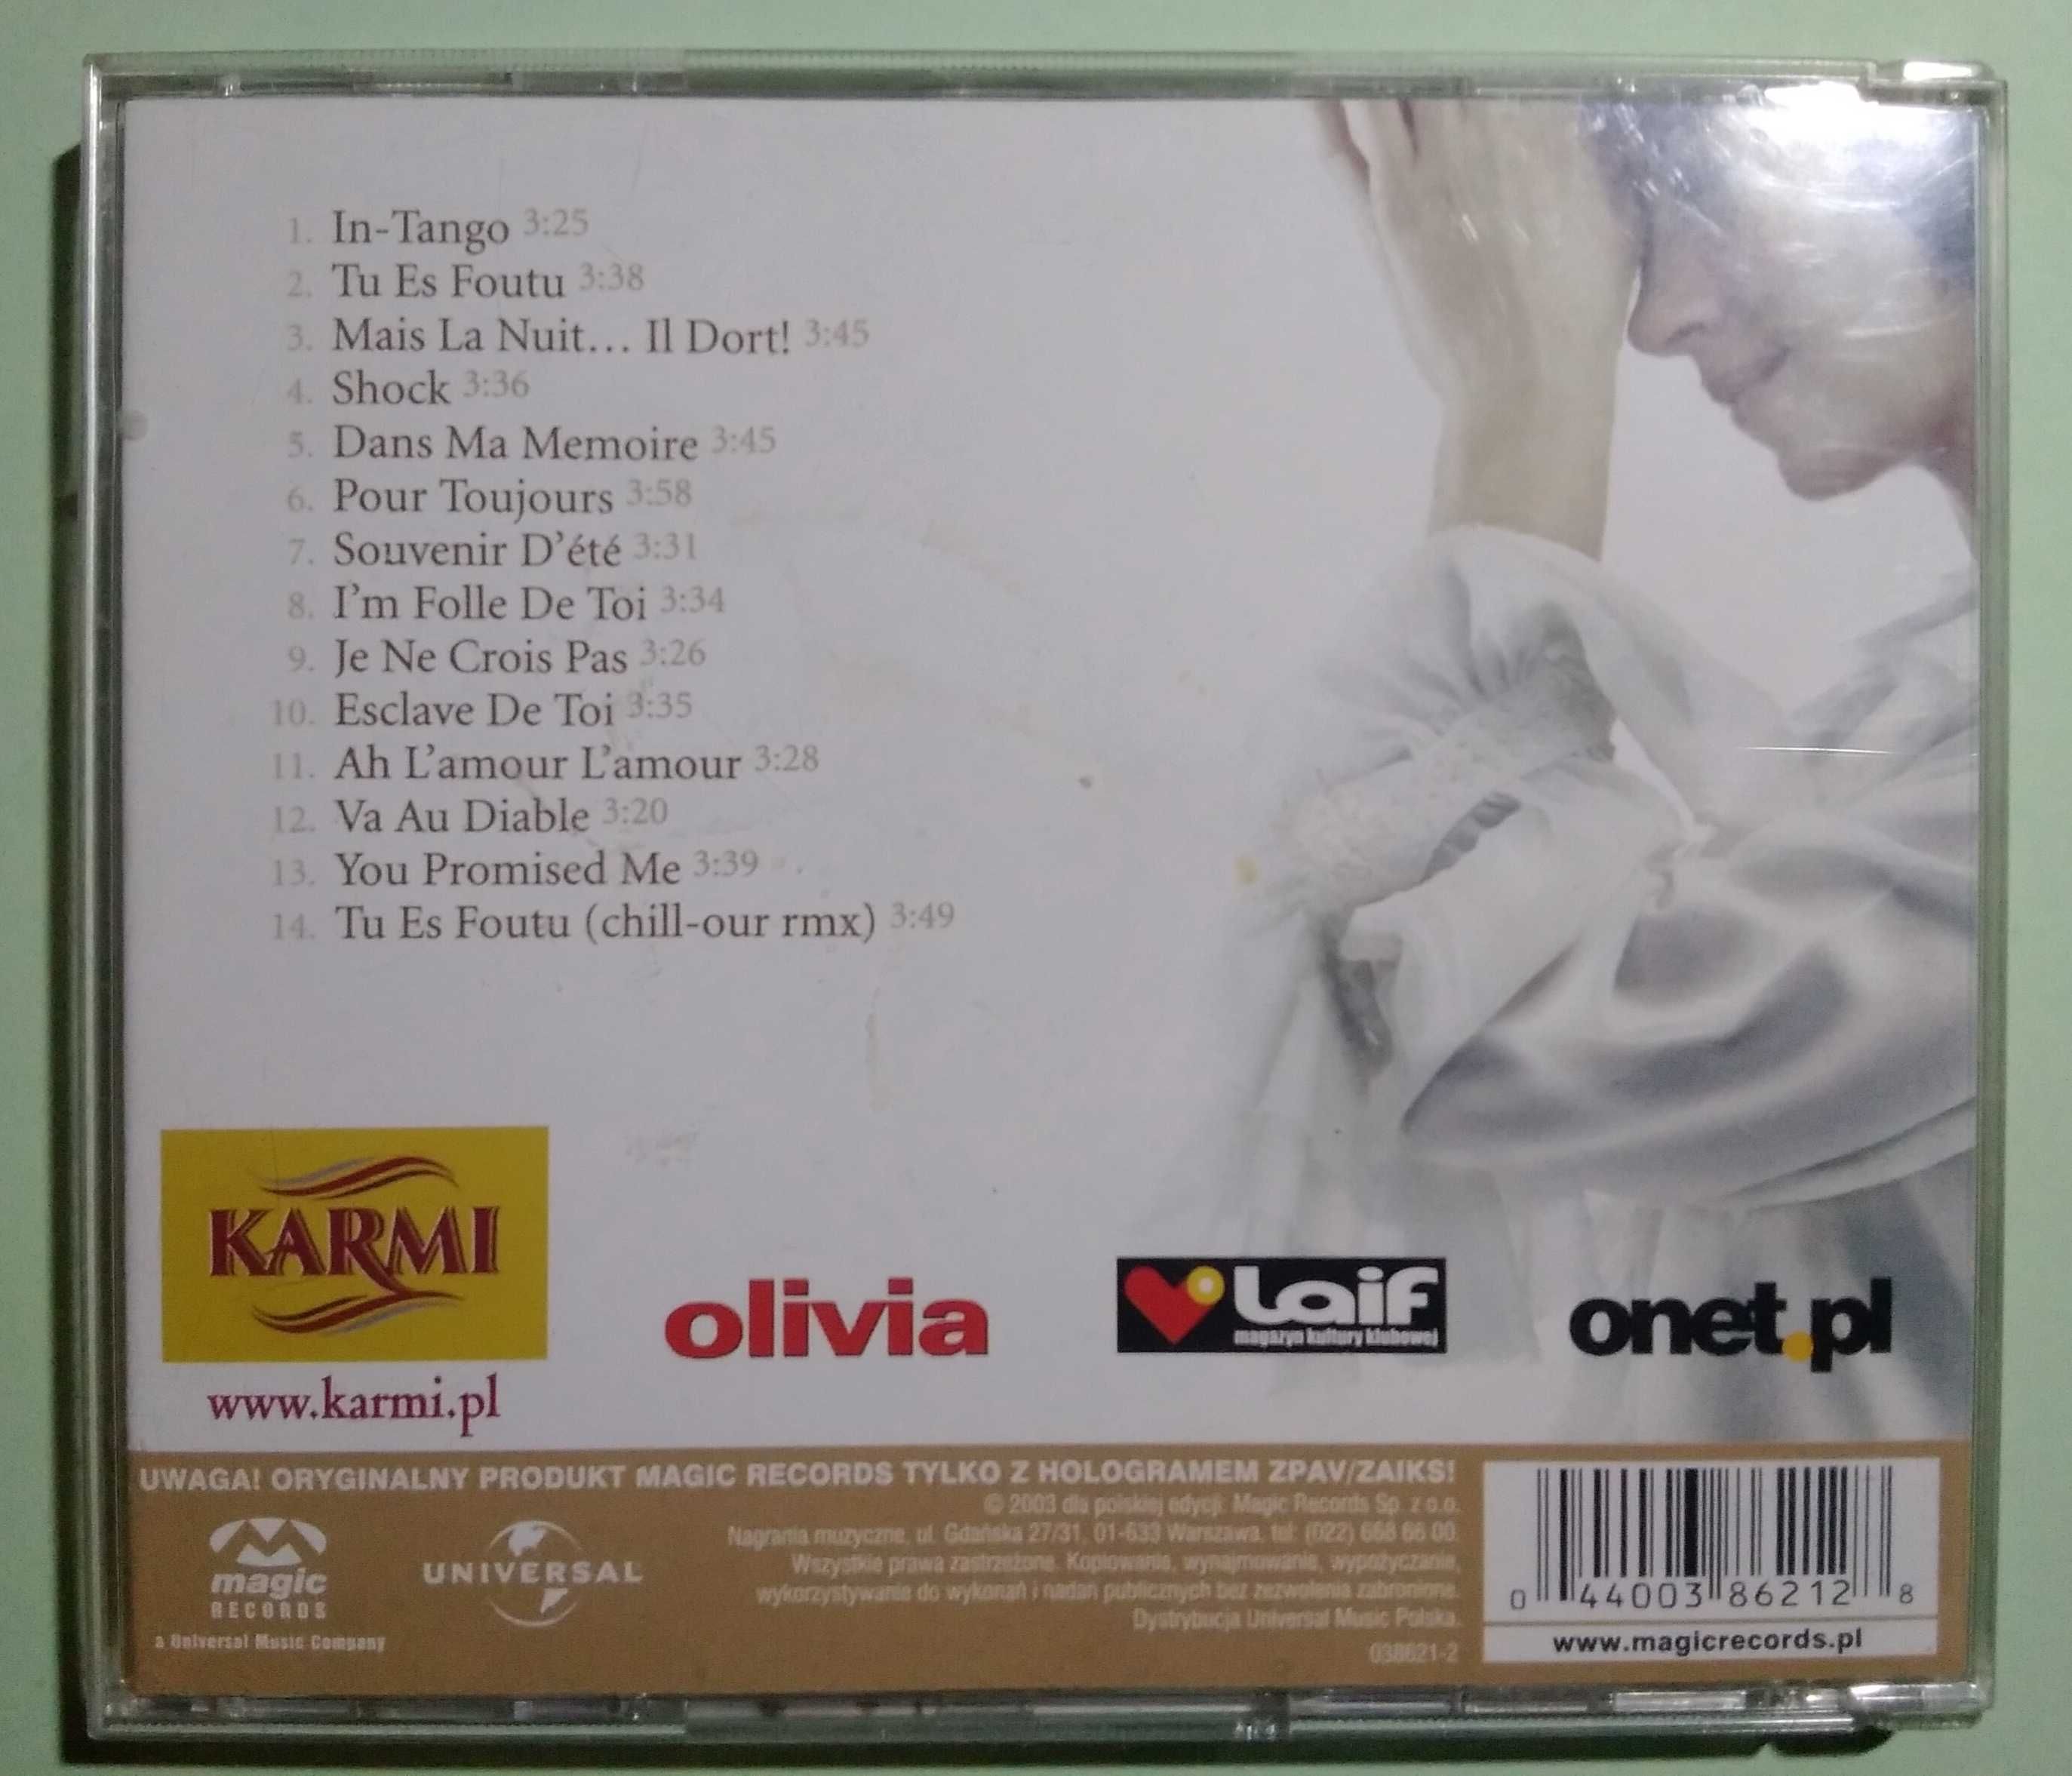 1. In-Tango 3:25
2. Tu Es Foutu 3:38
3. Mais La Nuit... Il Dort! 3:45
4. Shock 3:36
5. Dans Ma Memoire 3:45
6. Pour Toujours 3:58
7. Souvenir D'été 3:31
8. I'm Folle De Toi 3:34
9. Je Ne Crois Pas 3:26
10. Esclave De Toi 3:35
11. Ah L'amour L'amour 3:28
12. Va Au Diable 3:20
13. You Promised Me 3:39
14. Tu Es Foutu (chill-our rmx) 3:49
KARMI
www.karmi.pl
olivia
Laif
magazyn kultury klubowej
onet.pl
UWAGA! ORYGINALNY PRODUKT MAGIC RECORDS TYLKO Z HOLOGRAMEM ZPAV/ZAIKS!
© 2003 dla polskiej edycji: Magic Records Sp. z o.o.
Nagrania muzyczne, ul. Gdańska 27/31, 01-633 Warszawa. tel: (022) 668 66 00.
Wszystkie prawa zastrzeżone. Kopiowanie, wynajmowanie, wypożyczanie,
wykorzystywanie do wykonań i nadań publicznych bez zezwolenia zabronione.
Dystrybucja Universal Music Polska.
038621-2
magic
RECORDS
a Universal Music Company
UNIVERSAL
0 44003 86212 8
www.magicrecords.pl